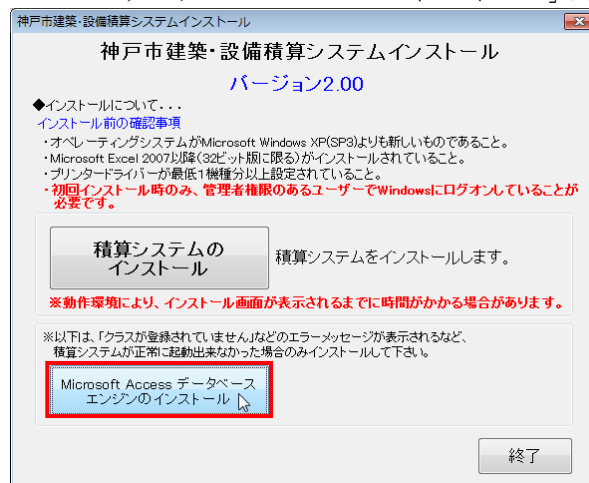 神戸市建築・設備積算システムインストール
神戸市建築・設備積算システムインストール
バージョン2.00
◆インストールについて...
インストール前の確認事項
・オペレーティングシステムがMicrosoft Windows XP(SP3)よりも新しいものであること。
・Microsoft Excel 2007以降(32ビット版に限る)がインストールされていること。
・プリンタードライバーが最低1機種分以上設定されていること。
・初回インストール時のみ、管理者権限のあるユーザーでWindowsにログオンしていることが
必要です。
積算システムの
インストール
積算システムをインストールします。
※動作環境により、インストール画面が表示されるまでに時間がかかる場合があります。
※以下は、「クラスが登録されていません」などのエラーメッセージが表示されるなど、
積算システムが正常に起動出来なかった場合のみインストールして下さい。
Microsoft Access データベース
エンジンのインストール
終了